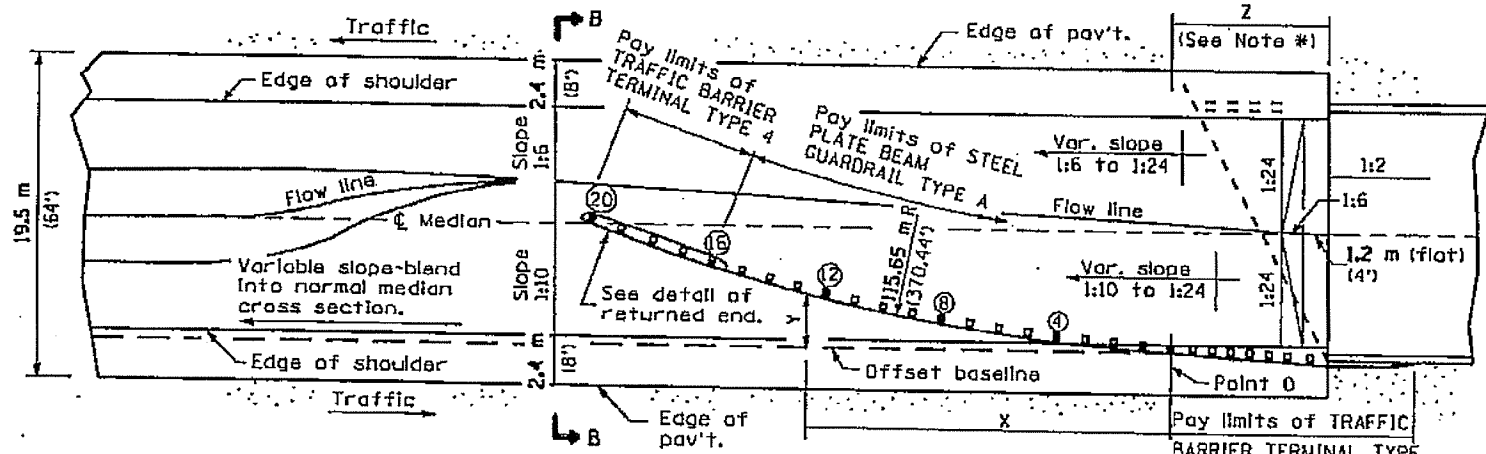 Traffic
B
Z
(See Note *)
Edge of pav't.
Edge of shoulder
2.4 m
(8')
Pay limits of
TRAFFIC BARRIER
TERMINAL TYPE 4
Pay limits of STEEL
PLATE BEAM
GUARDRAIL TYPE A
Slope
1:6
Var. slope
1:6 to 1:24
1:24
1:2
1:6
19.5 m
(64')
Flow line
℄ Median
20
Flow line
16
115.65 m R
(370.44')
1.2 m (flat)
(4')
Variable slope-blend
into normal median
cross section.
Slope
1:10
See detail of
returned end.
12
8
4
Y
Var. slope
1:10 to 1:24
1:24
Edge of shoulder
2.4 m
(8')
Offset baseline
Point 0
Traffic
B
Edge of
pav't.
X
Pay limits of TRAFFIC
BARRIER TERMINAL TYPE